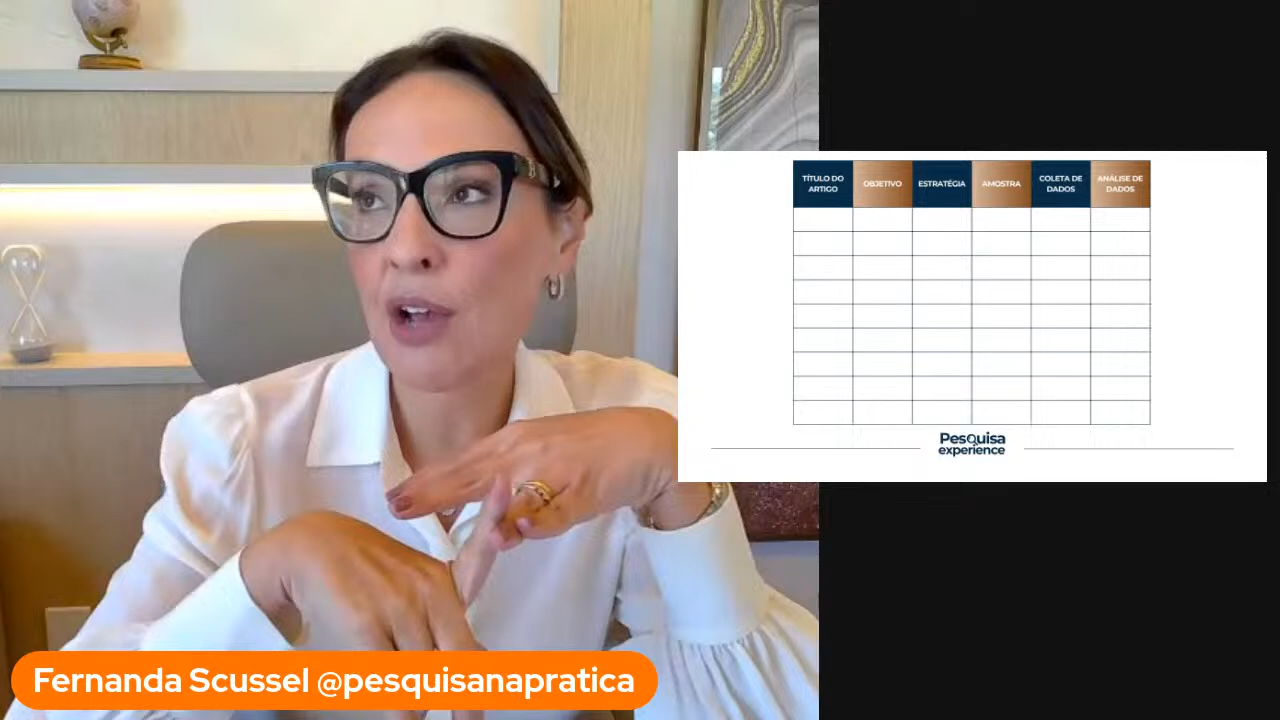 TÍTULO DO
ARTIGO
OBJETIVO
ESTRATÉGIA
AMOSTRA
COLETA DE
DADOS
ANÁLISE DE
DADOS
Pesquisa
experience
Fernanda Scussel @pesquisanapratica